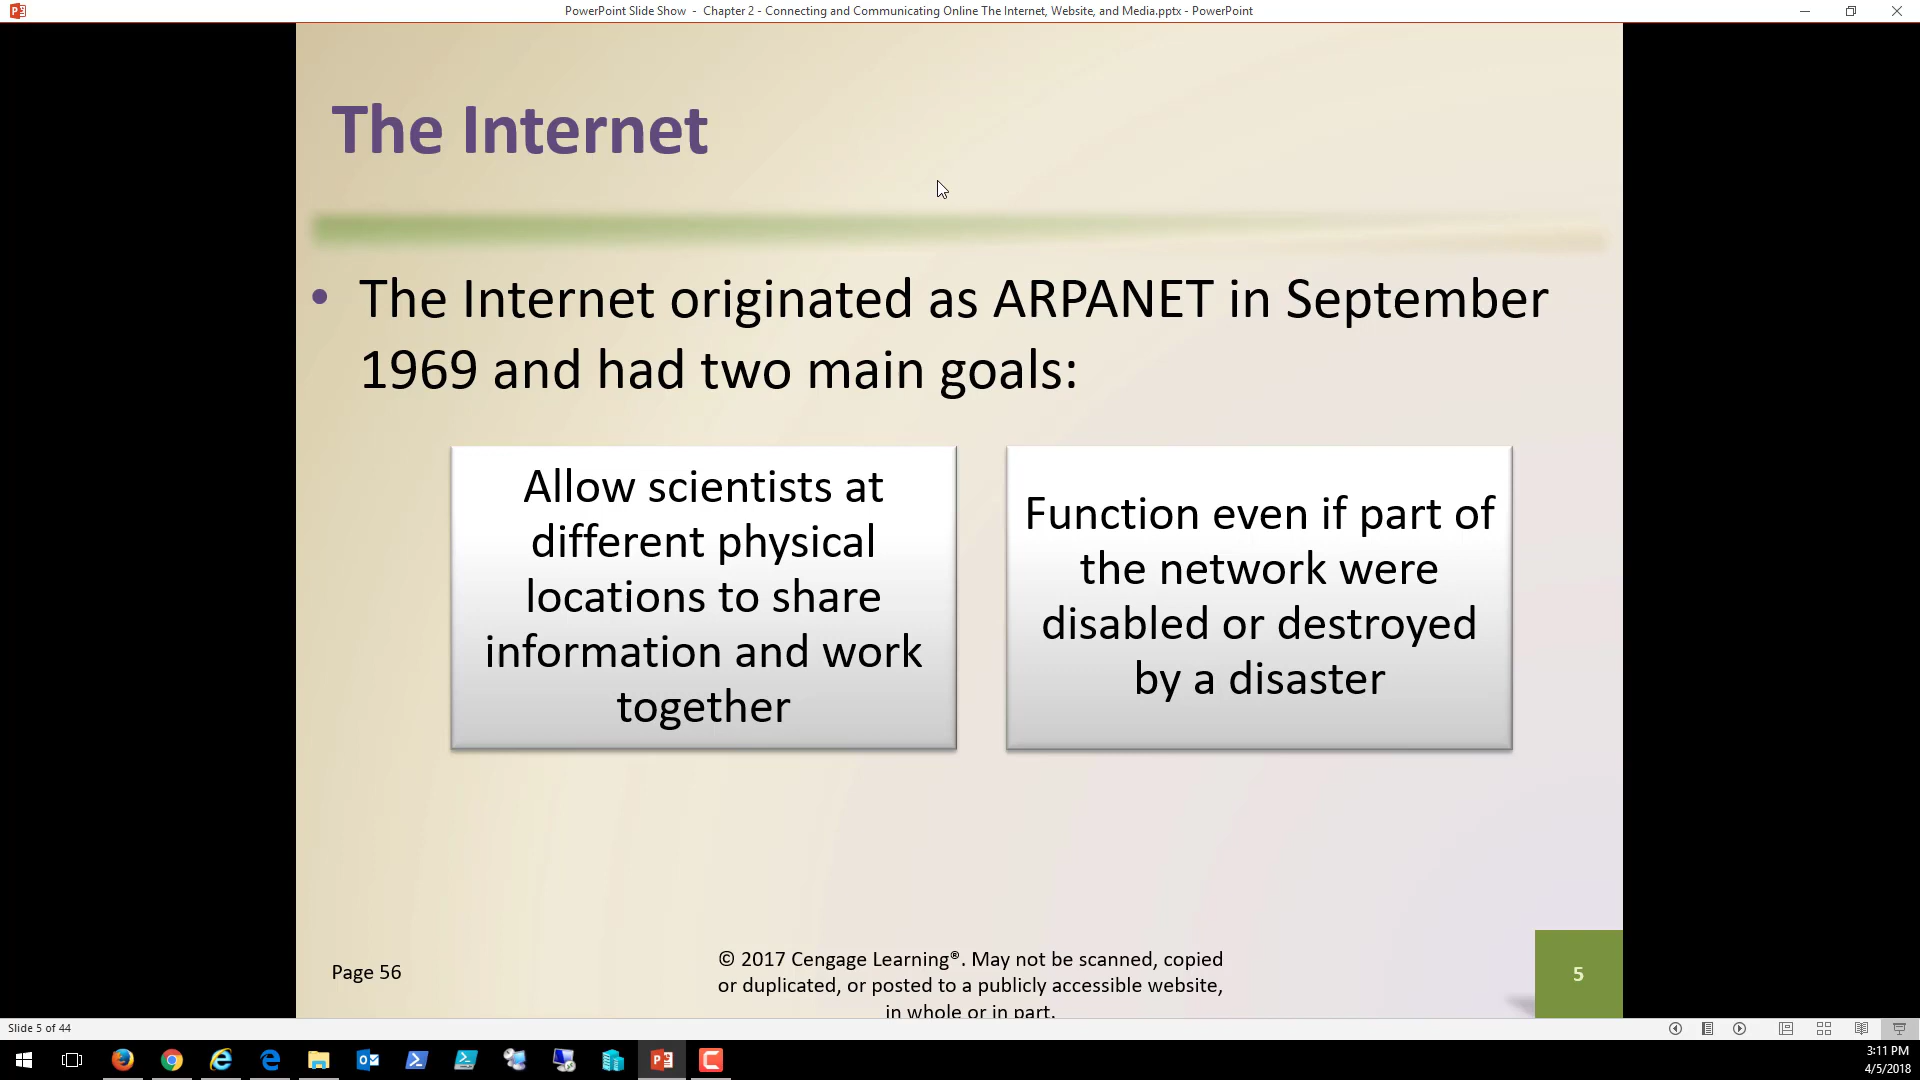 PowerPoint Slide Show - Chapter 2 - Connecting and Communicating Online The Internet, Website, and Media.pptx - PowerPoint
The Internet
• The Internet originated as ARPANET in September
1969 and had two main goals:
Allow scientists at
different physical
locations to share
information and work
together
Function even if part of
the network were
disabled or destroyed
by a disaster
Page 56
© 2017 Cengage Learning®. May not be scanned, copied
or duplicated, or posted to a publicly accessible website,
in whole or in part.
5
Slide 5 of 44
3:11 PM
4/5/2018